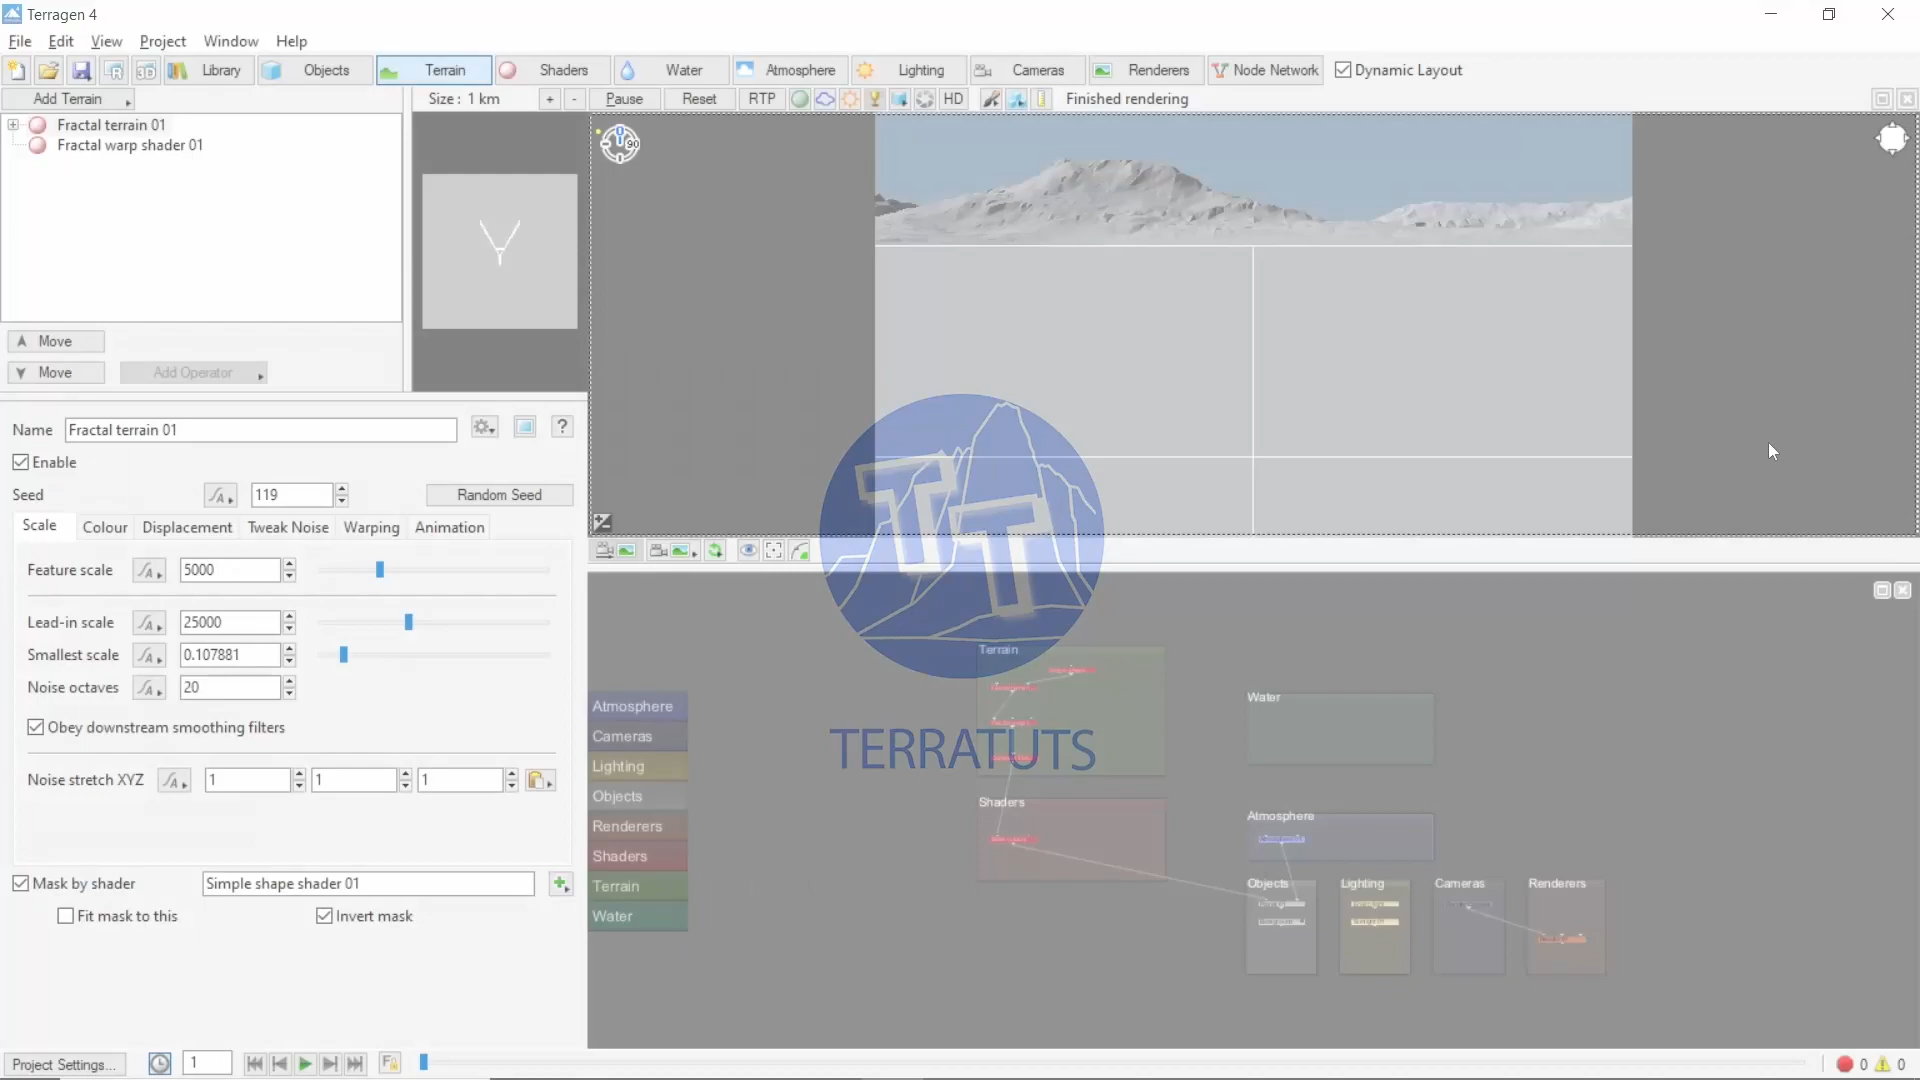 Terragen 4
File Edit View Project Window Help
Library Objects Terrain Shaders Water Atmosphere Lighting Cameras Renderers Node Network Dynamic Layout
Add Terrain Size : 1 km + - Pause Reset RTP HD Finished rendering
Fractal terrain 01
Fractal warp shader 01
90
Move
Move Add Operator
Name Fractal terrain 01 ?
Enable
Seed 119 Random Seed
Scale Colour Displacement Tweak Noise Warping Animation
Feature scale 5000
Lead-in scale 25000
Smallest scale 0.107881
Noise octaves 20
Obey downstream smoothing filters
Noise stretch XYZ 1 1 1
Mask by shader Simple shape shader 01
Fit mask to this Invert mask
TT
TERRATUTS
Atmosphere
Cameras
Lighting
Objects
Renderers
Shaders
Terrain
Water
Terrain
Shaders
Water
Atmosphere
Objects Lighting Cameras Renderers
Project Settings... 1 0 0